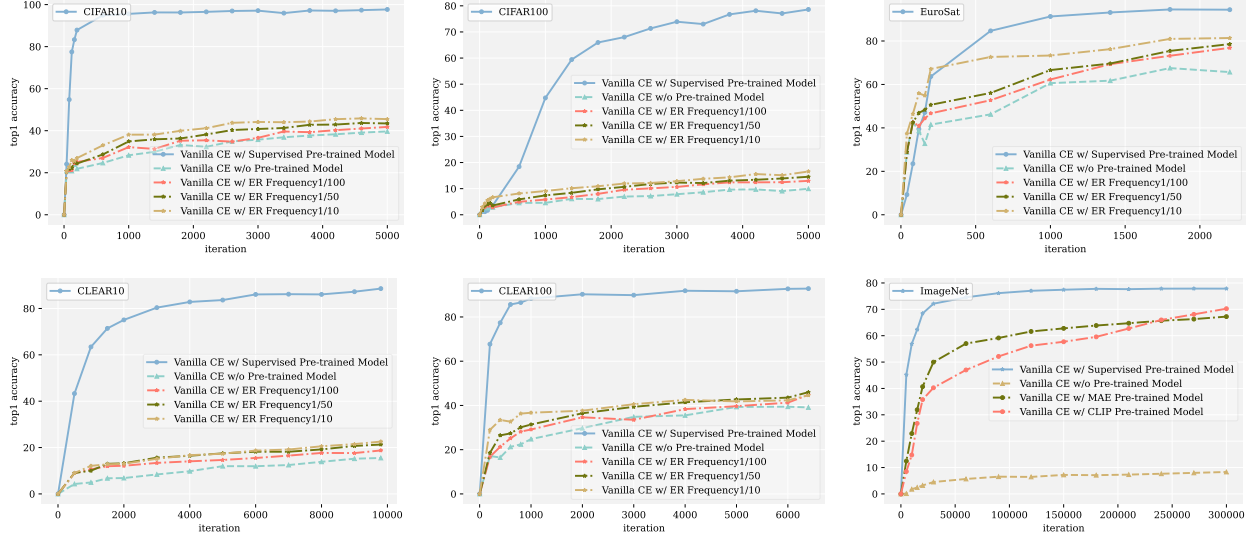 100
80
60
40
20
0
top1 accuracy
CIFAR10
Vanilla CE w/ Supervised Pre-trained Model
Vanilla CE w/o Pre-trained Model
Vanilla CE w/ ER Frequency1/100
Vanilla CE w/ ER Frequency1/50
Vanilla CE w/ ER Frequency1/10
0 1000 2000 3000 4000 5000
iteration
80
70
60
50
40
30
20
10
0
top1 accuracy
CIFAR100
Vanilla CE w/ Supervised Pre-trained Model
Vanilla CE w/o Pre-trained Model
Vanilla CE w/ ER Frequency1/100
Vanilla CE w/ ER Frequency1/50
Vanilla CE w/ ER Frequency1/10
0 1000 2000 3000 4000 5000
iteration
80
60
40
20
0
top1 accuracy
EuroSat
Vanilla CE w/ Supervised Pre-trained Model
Vanilla CE w/o Pre-trained Model
Vanilla CE w/ ER Frequency1/100
Vanilla CE w/ ER Frequency1/50
Vanilla CE w/ ER Frequency1/10
0 500 1000 1500 2000
iteration
80
60
40
20
0
top1 accuracy
CLEAR10
Vanilla CE w/ Supervised Pre-trained Model
Vanilla CE w/o Pre-trained Model
Vanilla CE w/ ER Frequency1/100
Vanilla CE w/ ER Frequency1/50
Vanilla CE w/ ER Frequency1/10
0 2000 4000 6000 8000 10000
iteration
80
60
40
20
0
top1 accuracy
CLEAR100
Vanilla CE w/ Supervised Pre-trained Model
Vanilla CE w/o Pre-trained Model
Vanilla CE w/ ER Frequency1/100
Vanilla CE w/ ER Frequency1/50
Vanilla CE w/ ER Frequency1/10
0 1000 2000 3000 4000 5000 6000
iteration
80
70
60
50
40
30
20
10
0
top1 accuracy
ImageNet
Vanilla CE w/ Supervised Pre-trained Model
Vanilla CE w/o Pre-trained Model
Vanilla CE w/ MAE Pre-trained Model
Vanilla CE w/ CLIP Pre-trained Model
0 50000 100000 150000 200000 250000 300000
iteration